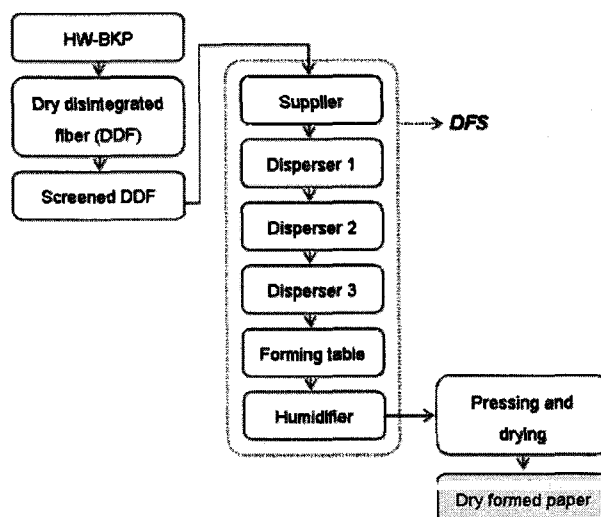 HW-BKP
Dry disintegrated
fiber (DDF)
Screened DDF
Supplier
Disperser 1
Disperser 2
Disperser 3
Forming table
Humidifier
DFS
Pressing and
drying
Dry formed paper